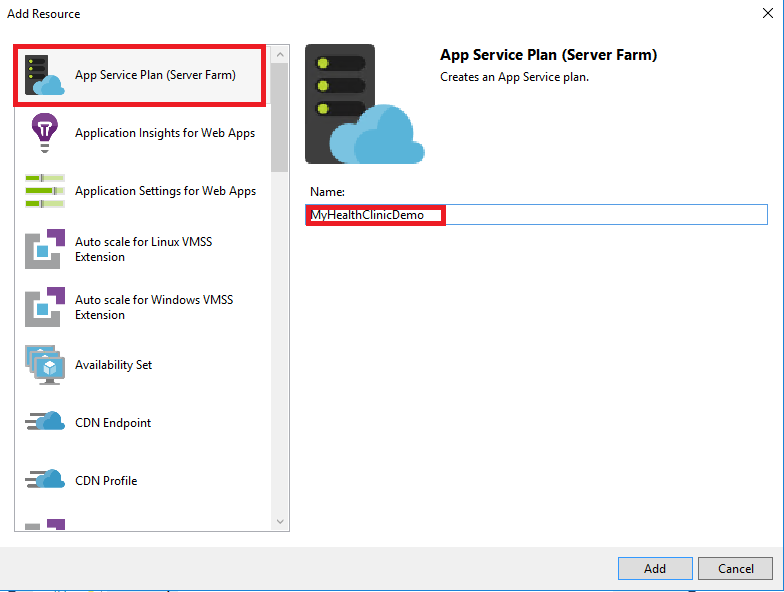 Add Resource
App Service Plan (Server Farm)
Application Insights for Web Apps
Application Settings for Web Apps
Auto scale for Linux VMSS
Extension
Auto scale for Windows VMSS
Extension
Availability Set
CDN Endpoint
CDN Profile
App Service Plan (Server Farm)
Creates an App Service plan.
Name:
MyHealthClinicDemo
Add
Cancel